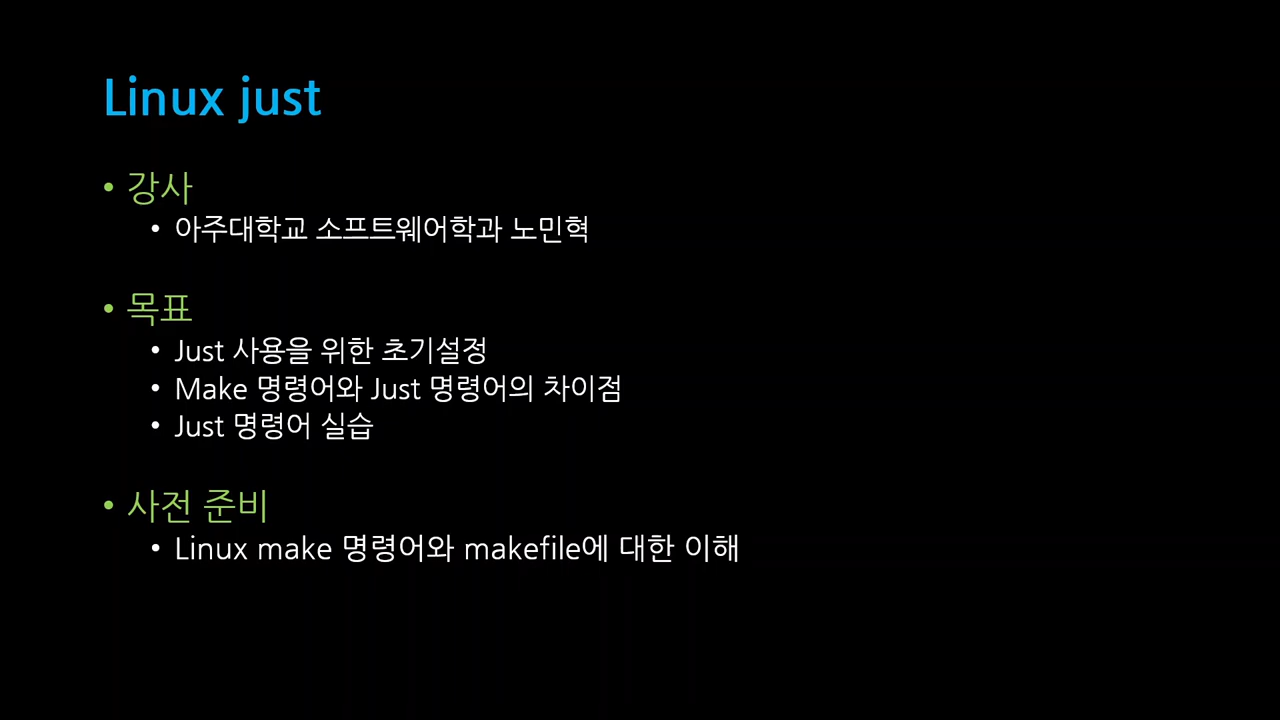 Linux just
• 강사
• 아주대학교 소프트웨어학과 노민혁
• 목표
• Just 사용을 위한 초기설정
• Make 명령어와 Just 명령어의 차이점
• Just 명령어 실습
• 사전 준비
• Linux make 명령어와 makefile에 대한 이해